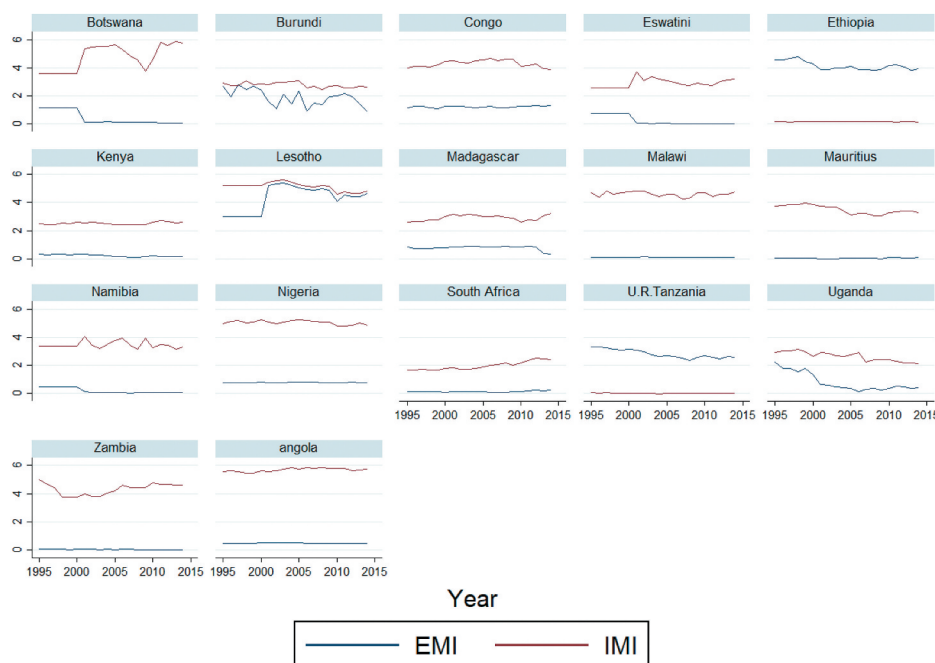 Botswana Burundi Congo Eswatini Ethiopia
0 2 4 6
Kenya Lesotho Madagascar Malawi Mauritius
0 2 4 6
Namibia Nigeria South Africa U.R.Tanzania Uganda
0 2 4 6
1995 2000 2005 2010 2015 1995 2000 2005 2010 2015 1995 2000 2005 2010 2015
Zambia angola
0 2 4 6
1995 2000 2005 2010 2015 1995 2000 2005 2010 2015
Year
EMI IMI